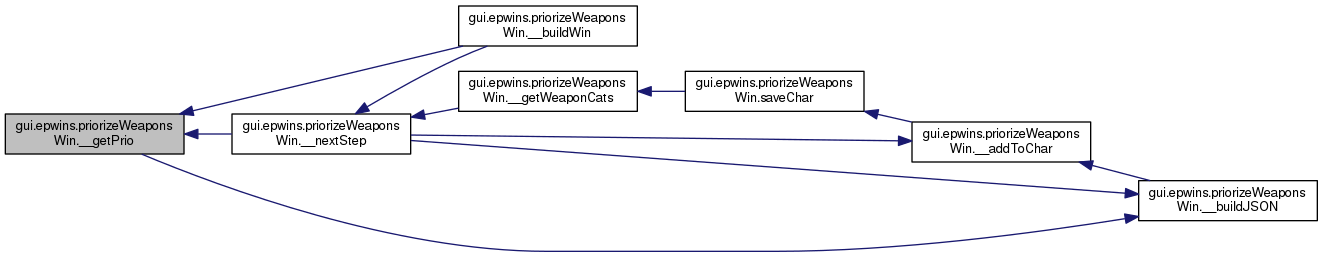 gui.epwins.priorizeWeapons
Win.__buildWin
gui.epwins.priorizeWeapons
Win.__getWeaponCats
gui.epwins.priorizeWeapons
Win.saveChar
gui.epwins.priorizeWeapons
Win.__getPrio
gui.epwins.priorizeWeapons
Win.__nextStep
gui.epwins.priorizeWeapons
Win.__addToChar
gui.epwins.priorizeWeapons
Win.__buildJSON